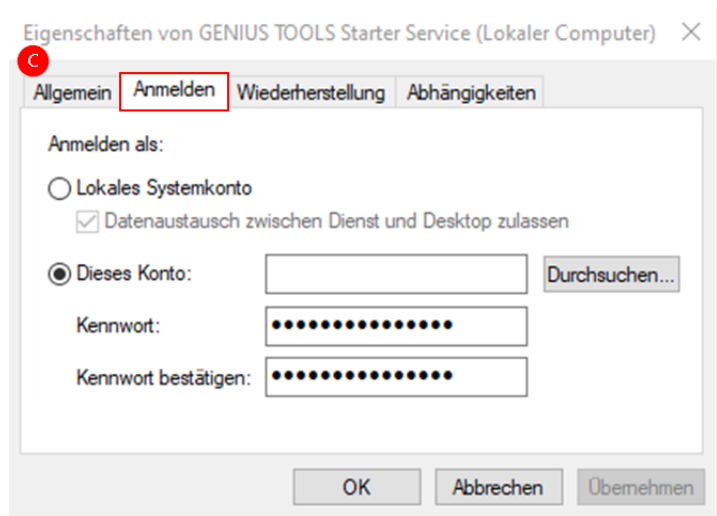 Eigenschaften von GENIUS TOOLS Starter Service (Lokaler Computer)
C
Allgemein Anmelden Wiederherstellung Abhängigkeiten
Anmelden als:
Lokales Systemkonto
Datenaustausch zwischen Dienst und Desktop zulassen
Dieses Konto: Durchsuchen...
Kennwort: •••••••••••••••
Kennwort bestätigen: •••••••••••••••
OK Abbrechen Übernehmen